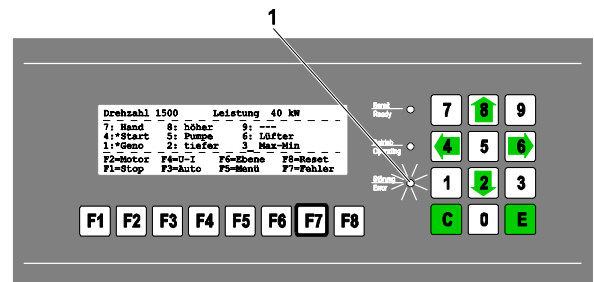 1
Drehzahl 1500 Leistung 40 kW
7: Hand 8: höher 9: ---
4:*Start 5: Pumpe 6: Lüfter
1:*Geno 2: tiefer 3_ Max-Min
F2=Motor F4=U-I F6=Ebene F8=Reset
F1=Stop F3=Auto F5=Menü F7=Fehler
Bereit
Ready
Betrieb
Operating
Störung
Error
7 8 9
4 5 6
1 2 3
C 0 E
F1 F2 F3 F4 F5 F6 F7 F8